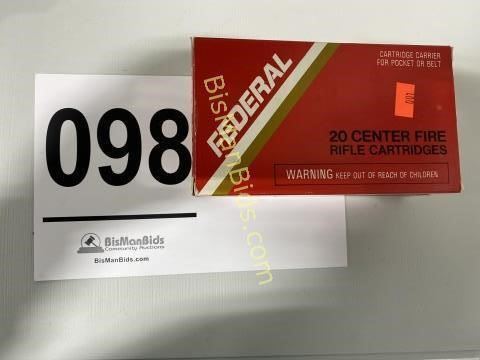 098
BisManBids
Community Auctions
BisManBids.com
FEDERAL
CARTRIDGE CARRIER
FOR POCKET OR BELT
20 CENTER FIRE
RIFLE CARTRIDGES
WARNING KEEP OUT OF REACH OF CHILDREN
BisManBids.com